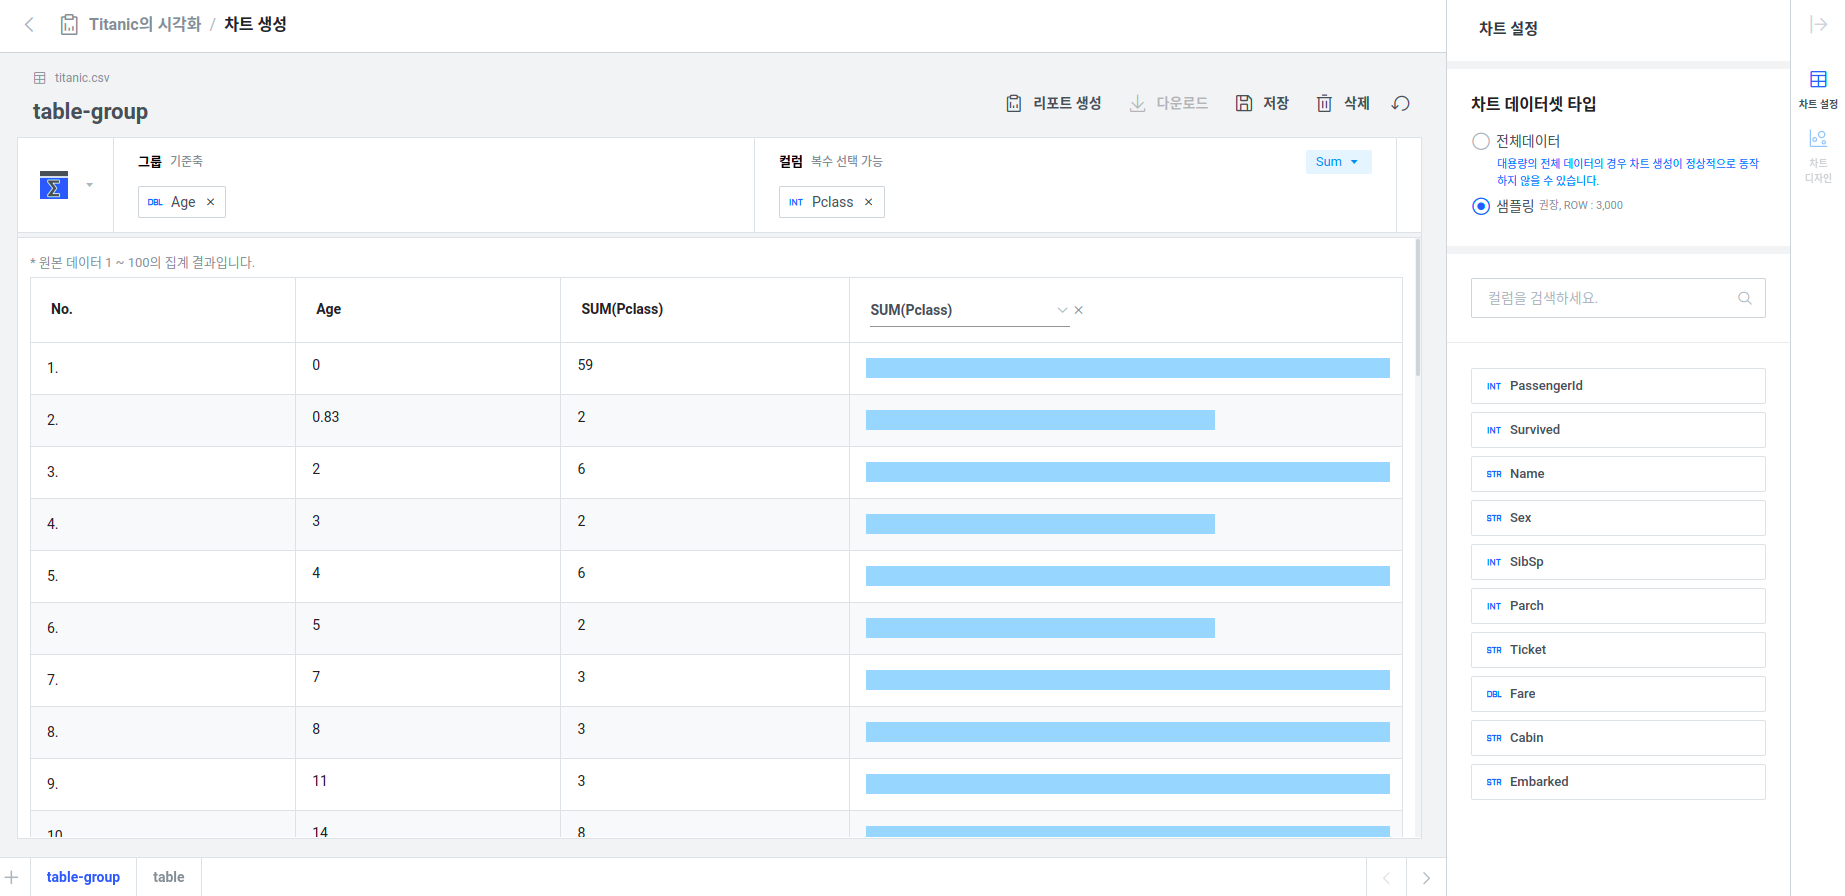 Titanic의 시각화 / 차트 생성
titanic.csv
table-group
리포트 생성
다운로드
저장
삭제
그룹 기준축
DBL Age ×
컬럼 복수 선택 가능
Sum
INT Pclass ×
* 원본 데이터 1 ~ 100의 집계 결과입니다.
No. Age SUM(Pclass) SUM(Pclass) ×
1. 0 59
2. 0.83 2
3. 2 6
4. 3 2
5. 4 6
6. 5 2
7. 7 3
8. 8 3
9. 11 3
10. 14 8
table-group table
차트 설정
차트 데이터셋 타입
전체데이터
대용량의 전체 데이터의 경우 차트 생성이 정상적으로 동작
하지 않을 수 있습니다.
샘플링 권장, ROW : 3,000
컬럼을 검색하세요.
INT PassengerId
INT Survived
STR Name
STR Sex
INT SibSp
INT Parch
STR Ticket
DBL Fare
STR Cabin
STR Embarked
차트 설정
차트
디자인